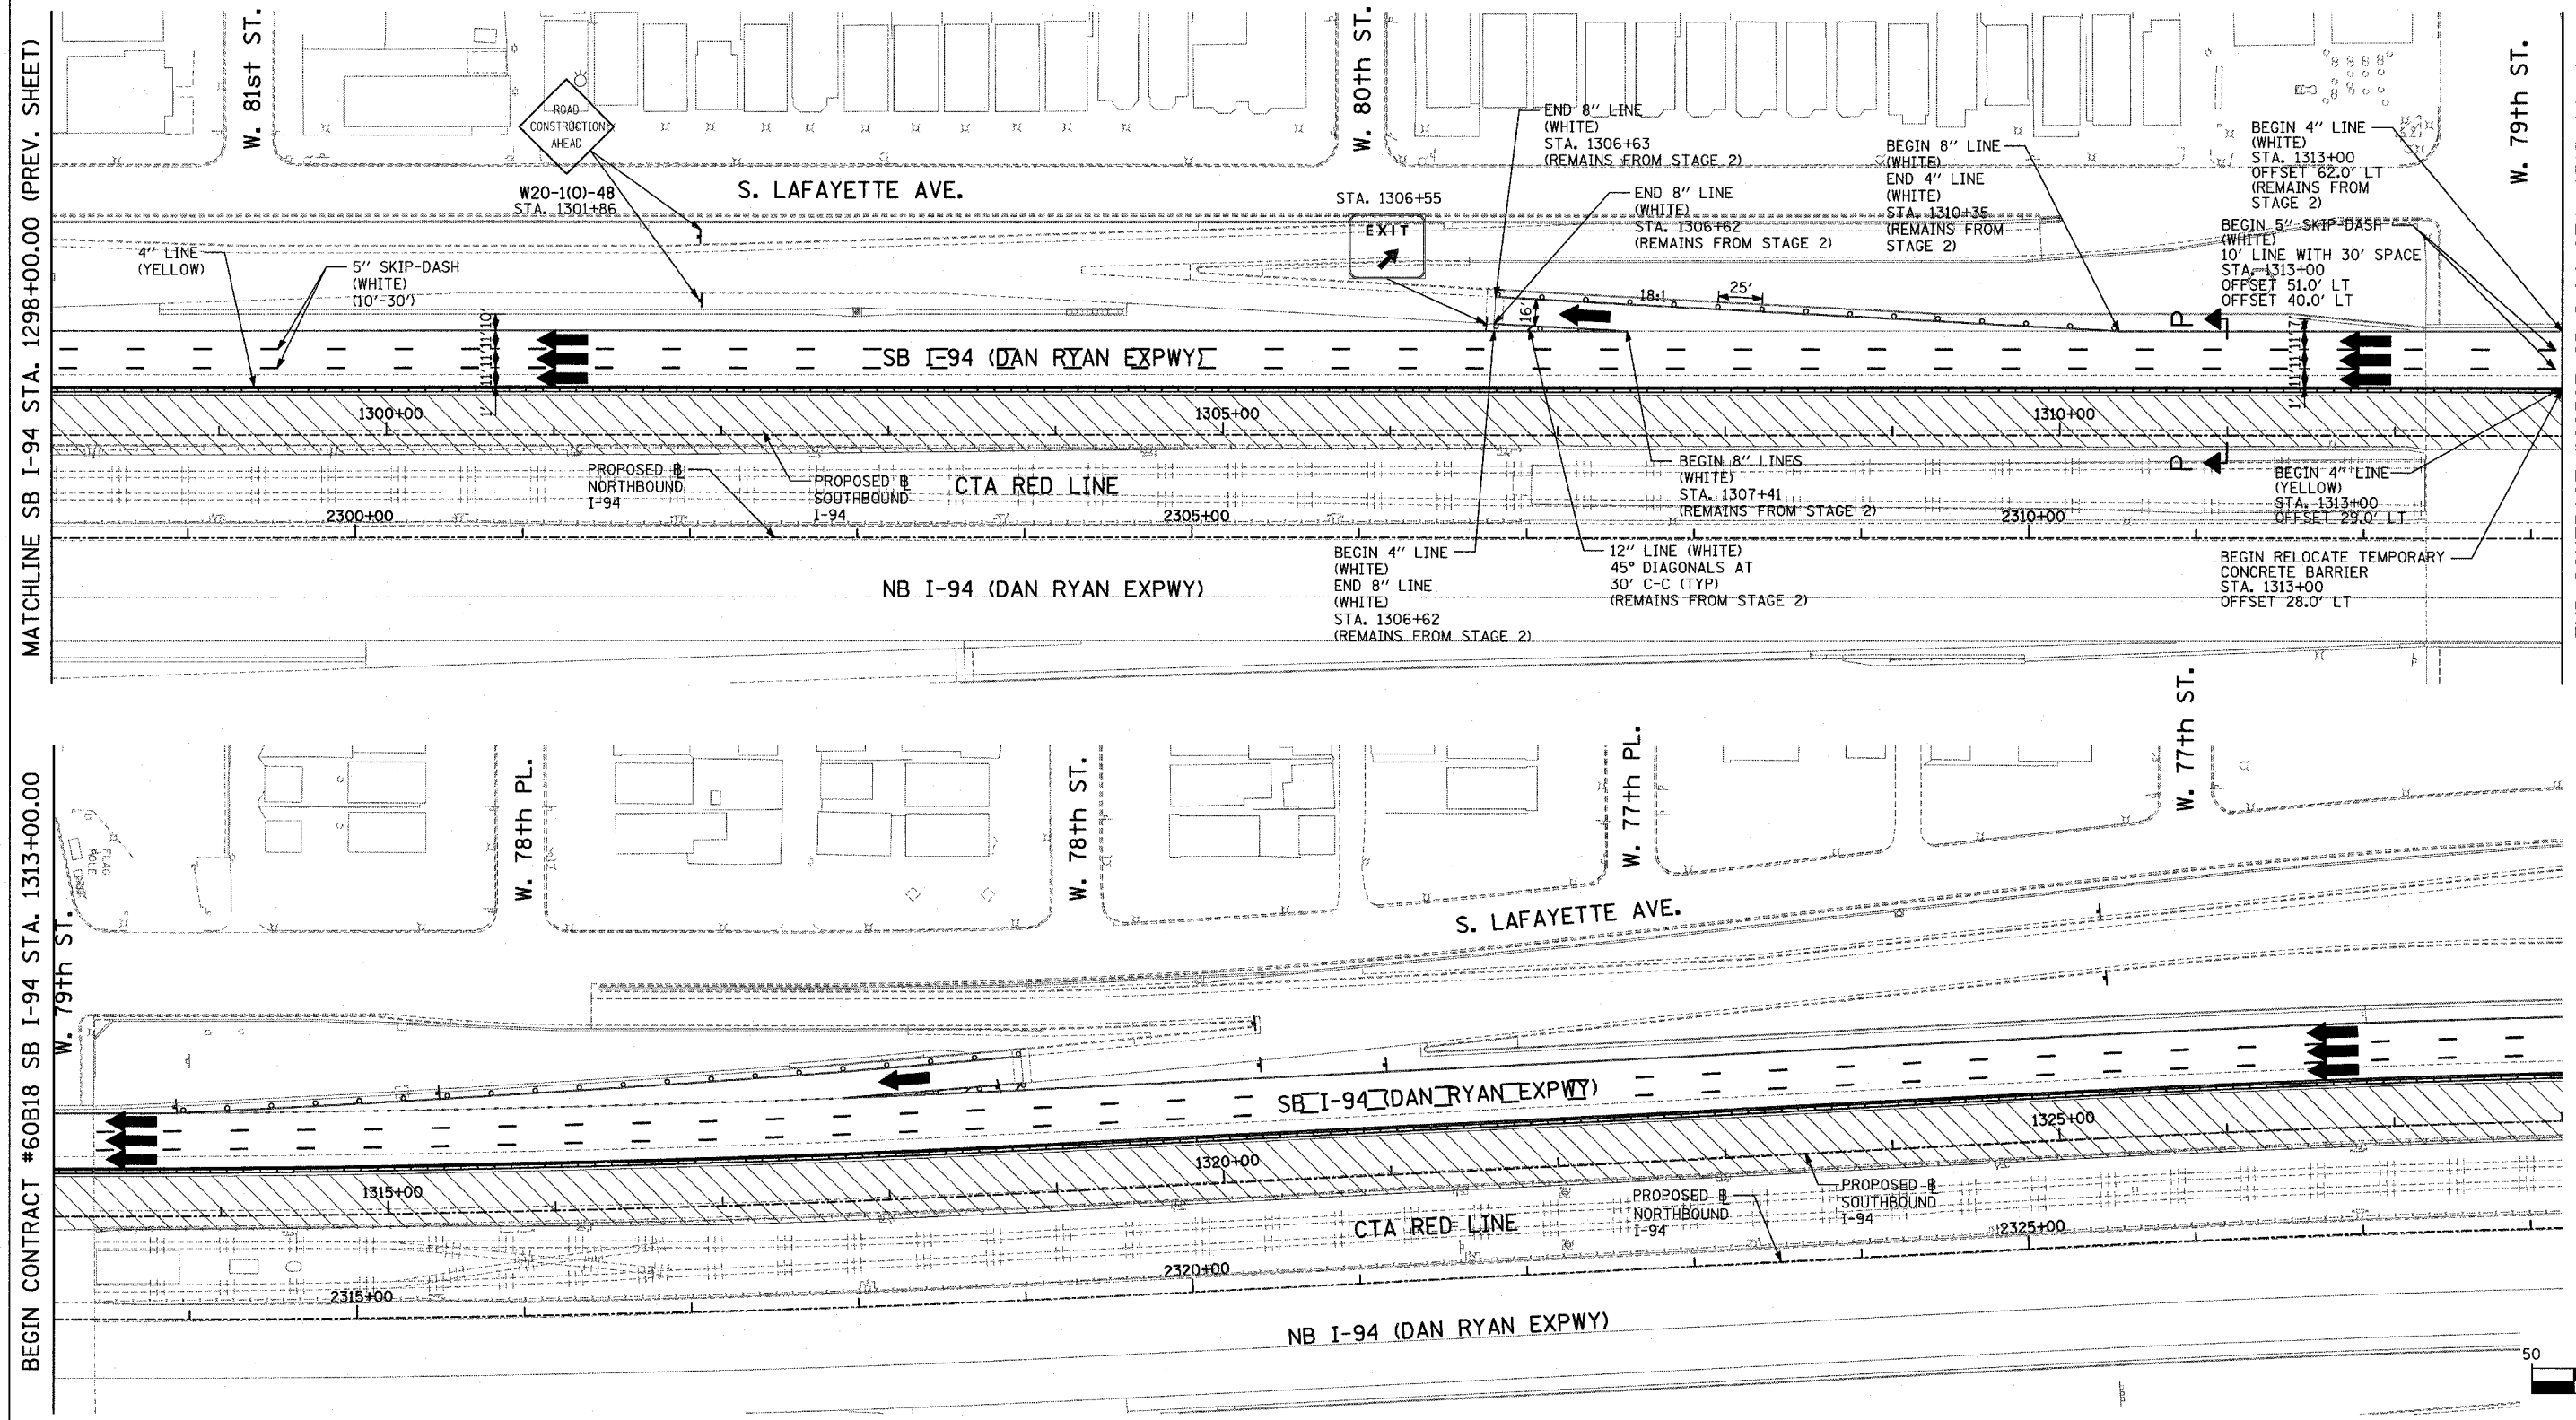 MATCHLINE SB I-94 STA. 1298+00.00 (PREV. SHEET)
W. 81st ST.
W. 80th ST.
W. 79th ST.
ROAD
CONSTRUCTION
AHEAD
W20-1(O)-48
STA. 1301+86
S. LAFAYETTE AVE.
4" LINE
(YELLOW)
5" SKIP-DASH
(WHITE)
(10'-30')
STA. 1306+55
EXIT
END 8" LINE
(WHITE)
STA. 1306+63
(REMAINS FROM STAGE 2)
END 8" LINE
(WHITE)
STA. 1306+62
(REMAINS FROM STAGE 2)
BEGIN 8" LINE
(WHITE)
END 4" LINE
(WHITE)
STA. 1310+35
(REMAINS FROM
STAGE 2)
BEGIN 4" LINE
(WHITE)
STA. 1313+00
OFFSET 62.0' LT
(REMAINS FROM
STAGE 2)
BEGIN 5" SKIP-DASH
(WHITE)
10' LINE WITH 30' SPACE
STA. 1313+00
OFFSET 51.0' LT
OFFSET 40.0' LT
18:1
25'
16'
P
1' 11' 11' 11' 10'
1' 11' 11' 11' 7'
SB I-94 (DAN RYAN EXPWY)
1300+00
1305+00
1310+00
P
PROPOSED ℄ NORTHBOUND
I-94
PROPOSED ℄
SOUTHBOUND
I-94
CTA RED LINE
2300+00
2305+00
2310+00
BEGIN 8" LINES
(WHITE)
STA. 1307+41
(REMAINS FROM STAGE 2)
BEGIN 4" LINE
(YELLOW)
STA. 1313+00
OFFSET 29.0' LT
BEGIN 4" LINE
(WHITE)
END 8" LINE
(WHITE)
STA. 1306+62
(REMAINS FROM STAGE 2)
12" LINE (WHITE)
45° DIAGONALS AT
30' C-C (TYP)
(REMAINS FROM STAGE 2)
BEGIN RELOCATE TEMPORARY
CONCRETE BARRIER
STA. 1313+00
OFFSET 28.0' LT
NB I-94 (DAN RYAN EXPWY)
BEGIN CONTRACT #60B18 SB I-94 STA. 1313+00.00
W. 79th ST.
FLAG
POLE
W. 78th PL.
W. 78th ST.
W. 77th PL.
W. 77th ST.
S. LAFAYETTE AVE.
SB I-94 (DAN RYAN EXPWY)
1315+00
1320+00
1325+00
CTA RED LINE
PROPOSED ℄
NORTHBOUND
I-94
PROPOSED ℄
SOUTHBOUND
I-94
2315+00
2320+00
2325+00
NB I-94 (DAN RYAN EXPWY)
50